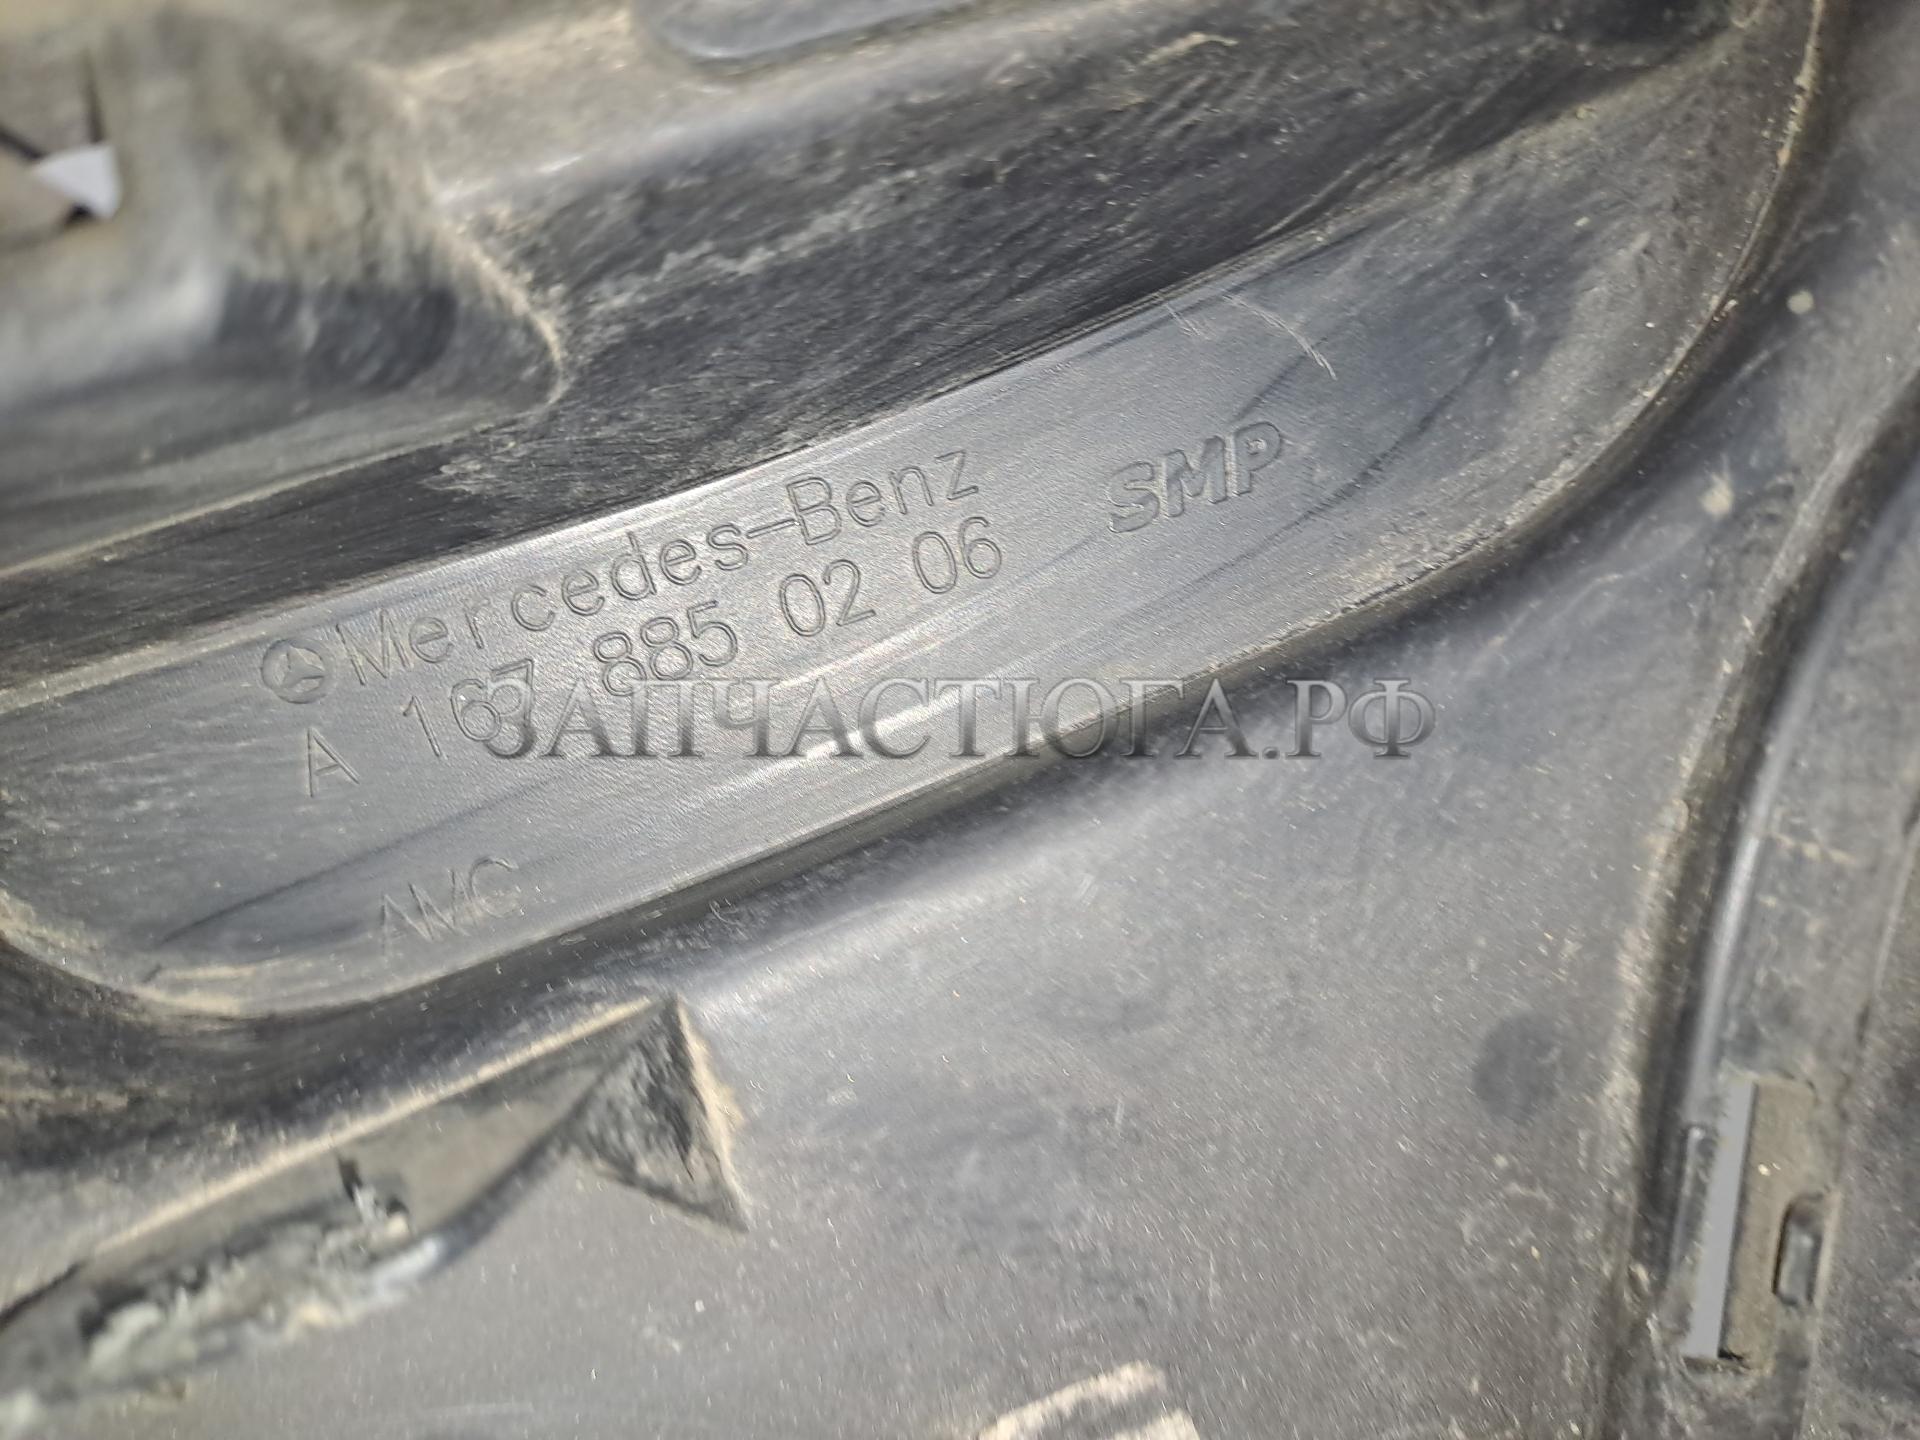 Mercedes-Benz
A 167 885 02 06
SMP
AMG
ЗАПЧАСТЮГА.РФ